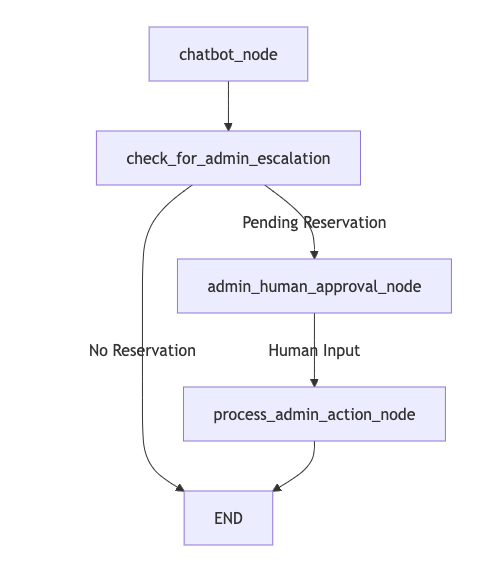 chatbot_node
check_for_admin_escalation
Pending Reservation
admin_human_approval_node
No Reservation
Human Input
process_admin_action_node
END